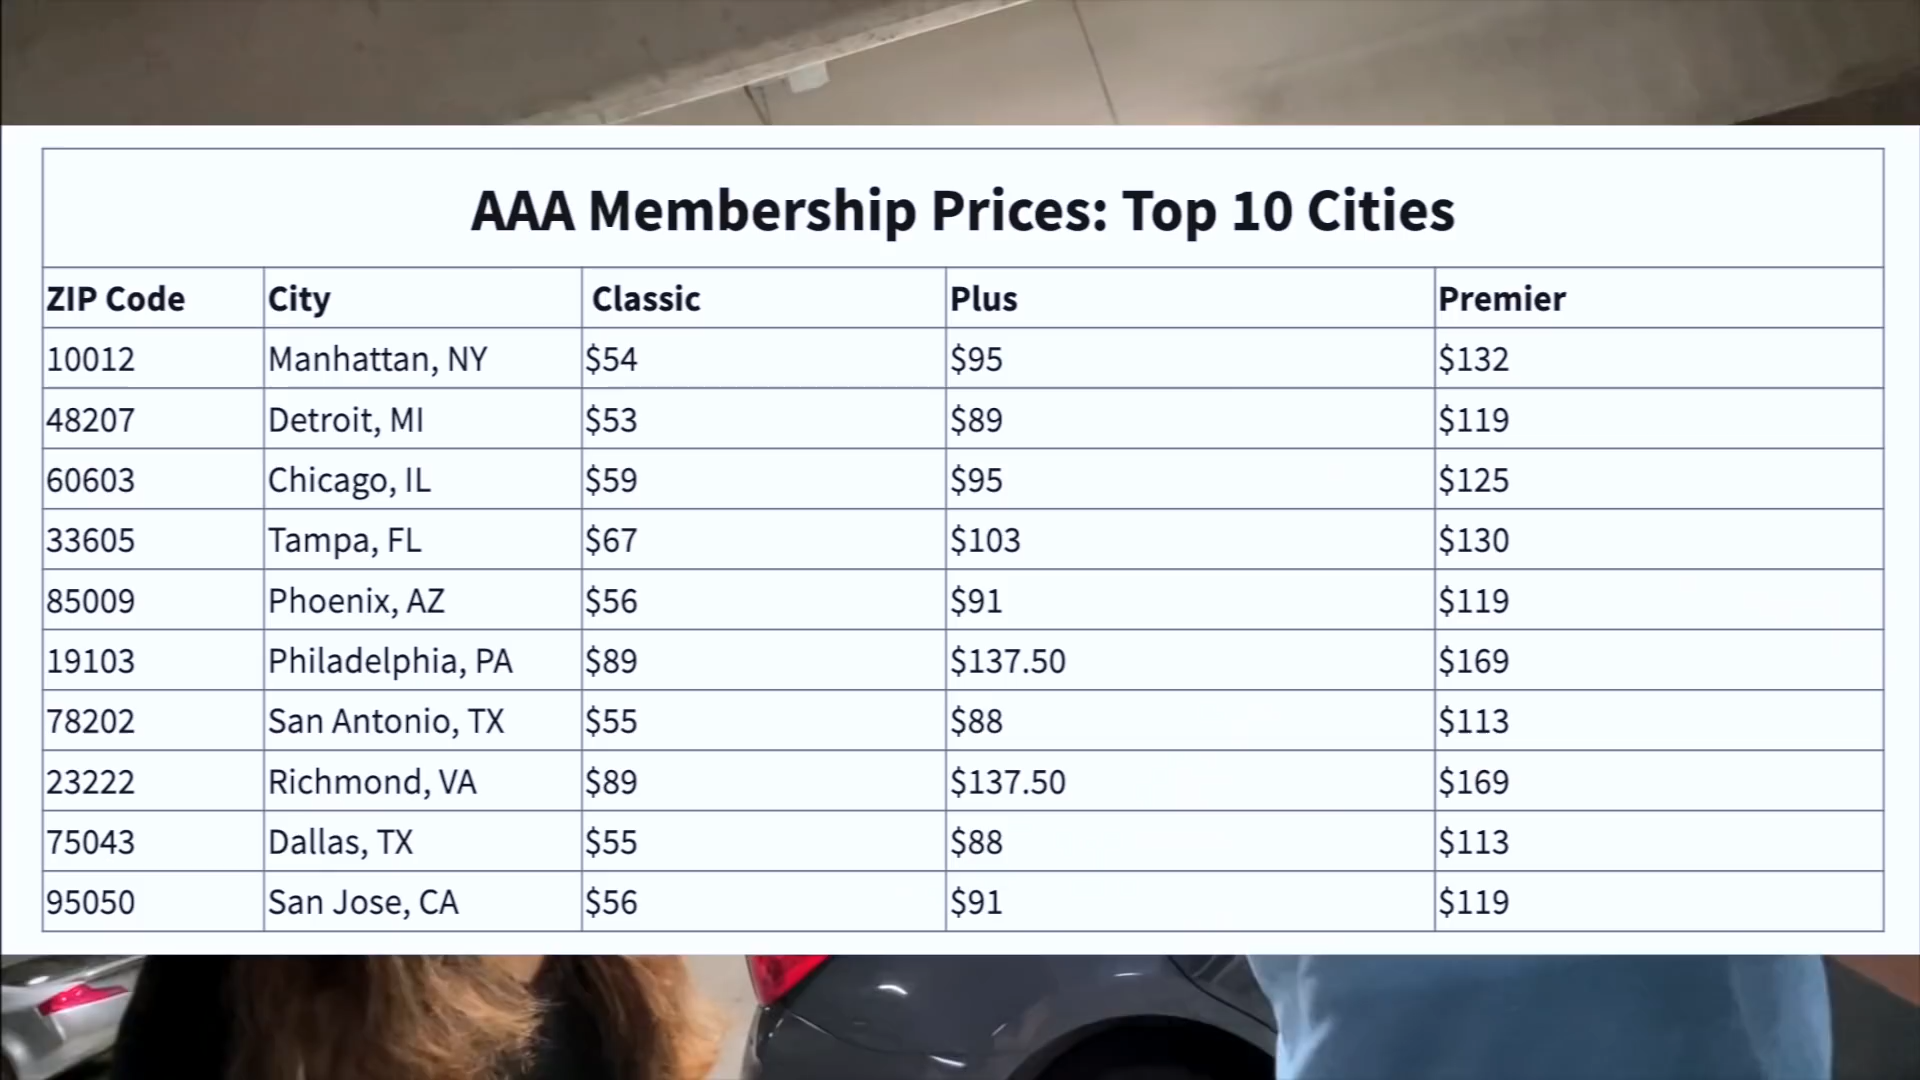 AAA Membership Prices: Top 10 Cities
ZIP Code City Classic Plus Premier
10012 Manhattan, NY $54 $95 $132
48207 Detroit, MI $53 $89 $119
60603 Chicago, IL $59 $95 $125
33605 Tampa, FL $67 $103 $130
85009 Phoenix, AZ $56 $91 $119
19103 Philadelphia, PA $89 $137.50 $169
78202 San Antonio, TX $55 $88 $113
23222 Richmond, VA $89 $137.50 $169
75043 Dallas, TX $55 $88 $113
95050 San Jose, CA $56 $91 $119